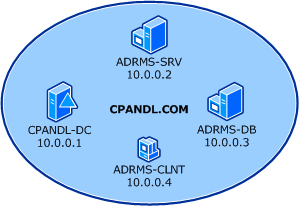 ADRMS-SRV
10.0.0.2
CPANDL-DC
10.0.0.1
CPANDL.COM
ADRMS-DB
10.0.0.3
ADRMS-CLNT
10.0.0.4